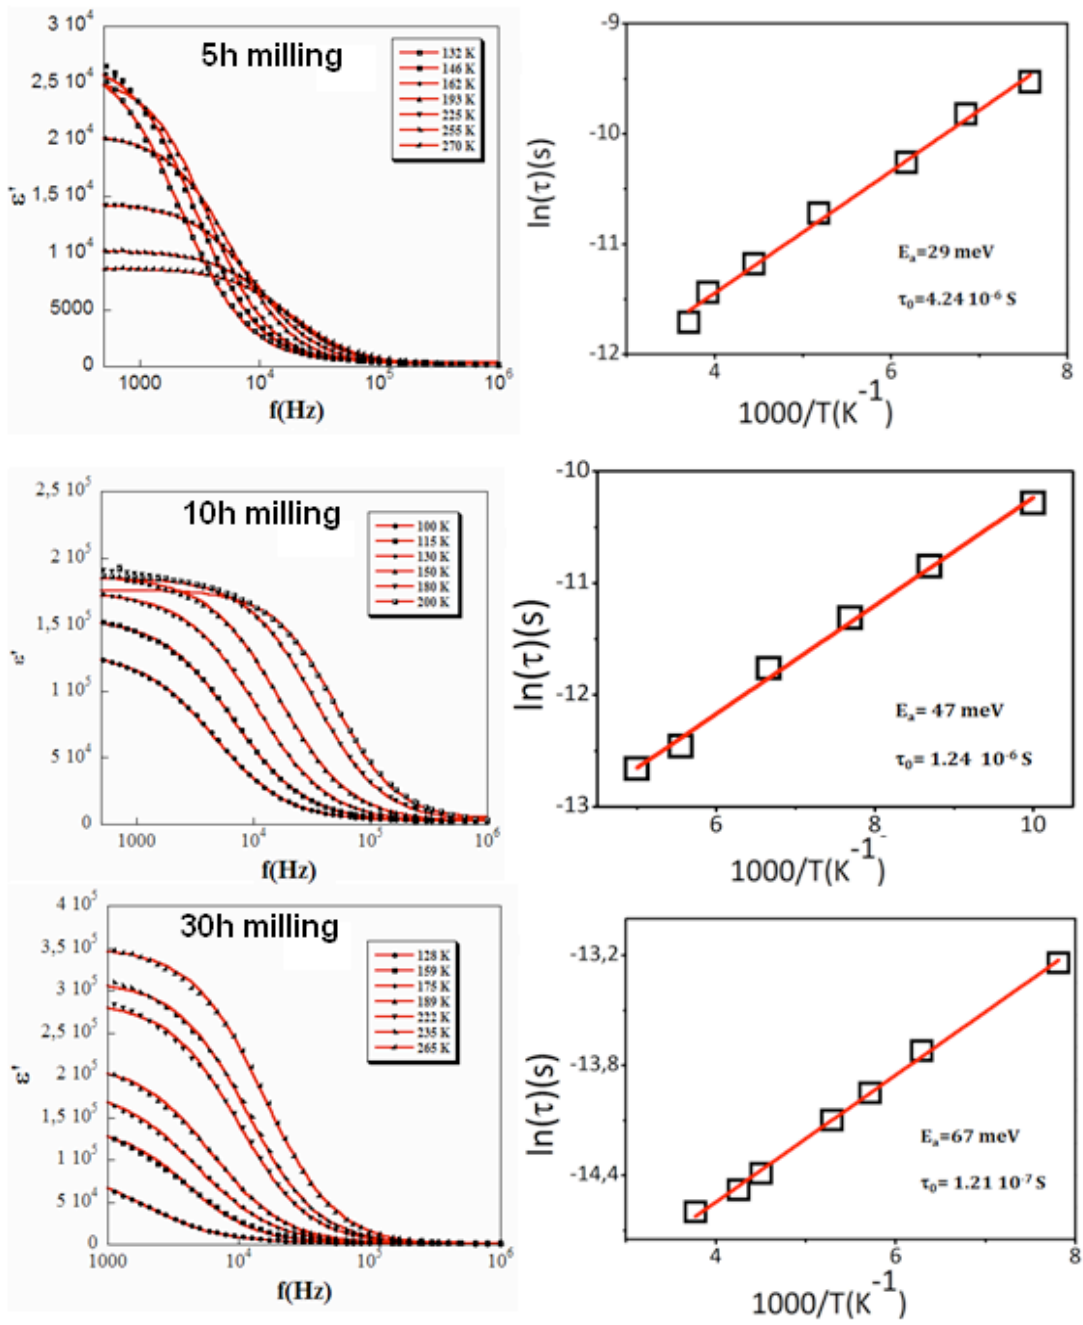 3 10⁴
2,5 10⁴
2 10⁴
1,5 10⁴
1 10⁴
5000
0
ε'
5h milling
132 K
146 K
162 K
193 K
225 K
255 K
270 K
1000
10⁴
10⁵
10⁶
f(Hz)
-9
-10
-11
-12
ln(τ)(s)
Eₐ=29 meV
τ₀=4.24 10⁻⁶ S
4
6
8
1000/T(K⁻¹)
2,5 10⁵
2 10⁵
1,5 10⁵
1 10⁵
5 10⁴
0
ε'
10h milling
100 K
115 K
130 K
150 K
180 K
200 K
1000
10⁴
10⁵
10⁶
f(Hz)
-10
-11
-12
-13
ln(τ)(s)
Eₐ= 47 meV
τ₀= 1.24 10⁻⁶ S
6
8
10
1000/T(K⁻¹)
4 10⁵
3,5 10⁵
3 10⁵
2,5 10⁵
2 10⁵
1,5 10⁵
1 10⁵
5 10⁴
0
ε'
30h milling
128 K
159 K
175 K
189 K
222 K
235 K
265 K
1000
10⁴
10⁵
10⁶
f(Hz)
-13,2
-13,8
-14,4
ln(τ)(s)
Eₐ=67 meV
τ₀= 1.21 10⁻⁷ S
4
6
8
1000/T(K⁻¹)